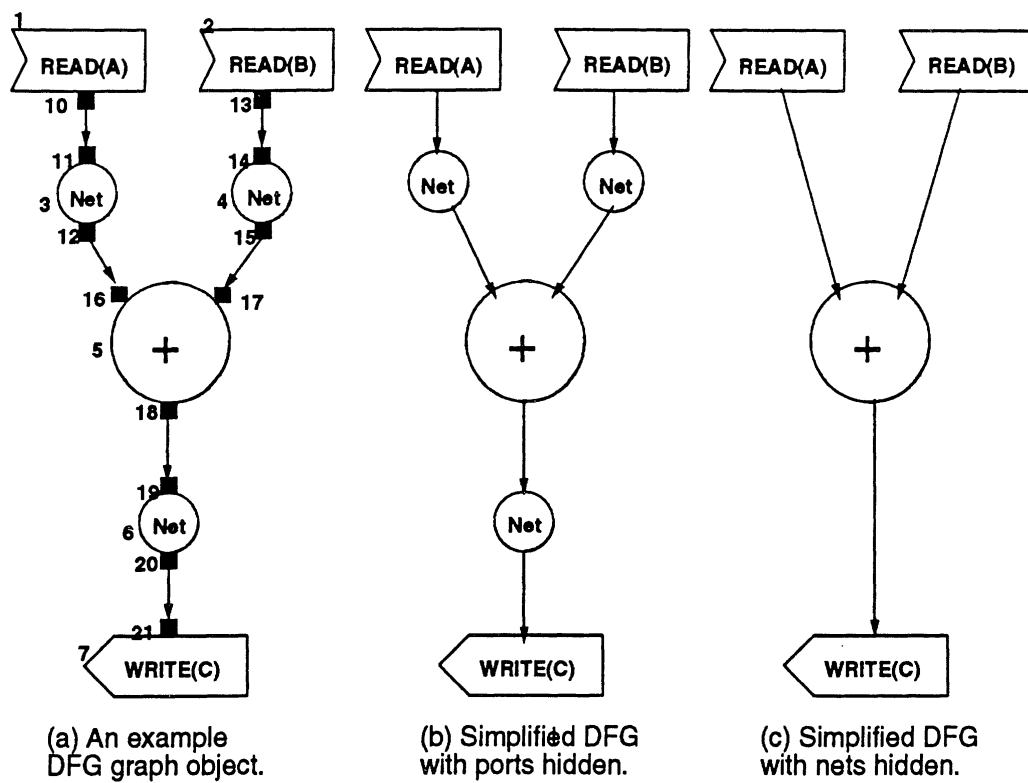 1 2
READ(A) READ(B) READ(A) READ(B) READ(A) READ(B)
10 13
11 14
3 Net 4 Net Net Net
12 15
16 17
5 + + +
18
19
6 Net Net
20
21
7 WRITE(C) WRITE(C) WRITE(C)
(a) An example (b) Simplified DFG (c) Simplified DFG
DFG graph object. with ports hidden. with nets hidden.